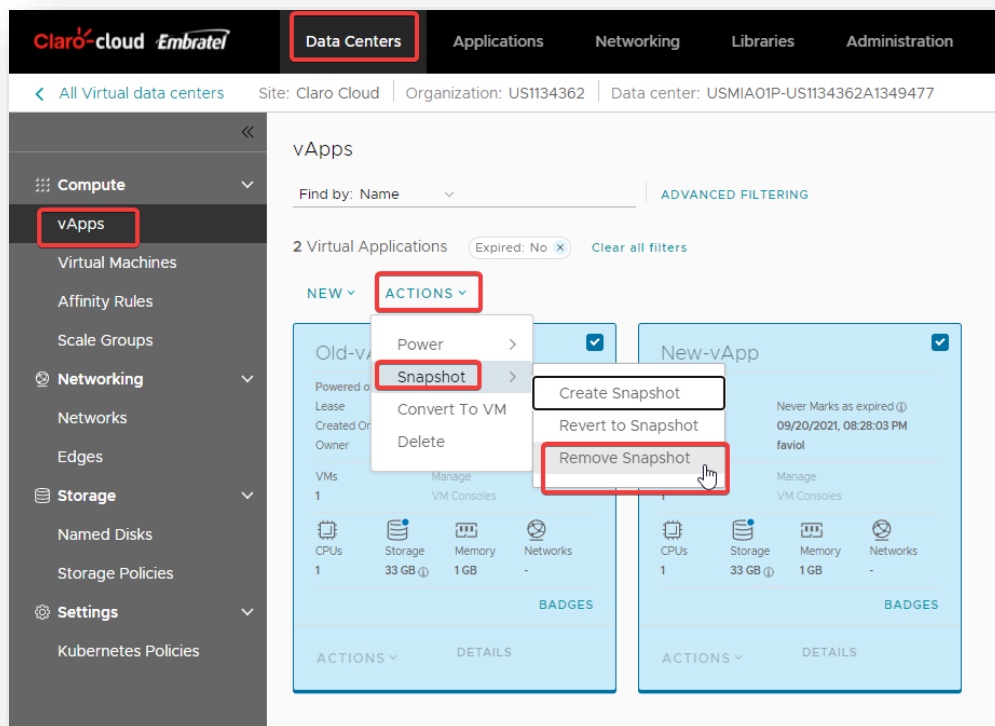 Claro-cloud Embratel
Data Centers Applications Networking Libraries Administration
All Virtual data centers Site: Claro Cloud Organization: US1134362 Data center: USMIA01P-US1134362A1349477
Compute
vApps
Virtual Machines
Affinity Rules
Scale Groups
Networking
Networks
Edges
Storage
Named Disks
Storage Policies
Settings
Kubernetes Policies
vApps
Find by: Name
ADVANCED FILTERING
2 Virtual Applications Expired: No Clear all filters
NEW ACTIONS
Power
Snapshot
Convert To VM
Delete
Create Snapshot
Revert to Snapshot
Remove Snapshot
Powered
Lease
Created
Owner
VMs Manage
1 VM Consoles
CPUs Storage Memory Networks
1 33 GB 1 GB -
BADGES
ACTIONS DETAILS
New-vApp
Never Marks as expired
09/20/2021, 08:28:03 PM
faviol
Manage
1 VM Consoles
CPUs Storage Memory Networks
1 33 GB 1 GB -
BADGES
ACTIONS DETAILS